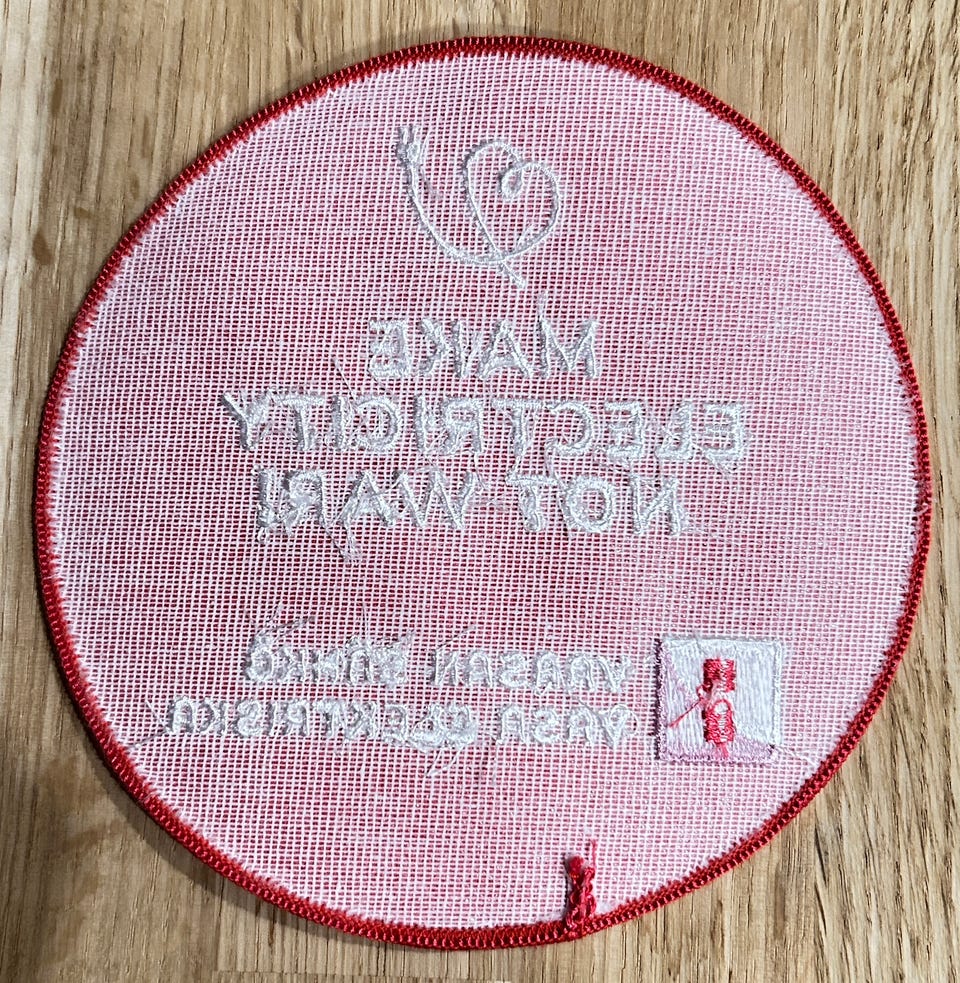 MAKE
ELECTRICITY
NOT WAR!
VAASAN SÄHKÖ
VASA ELEKTRISKA